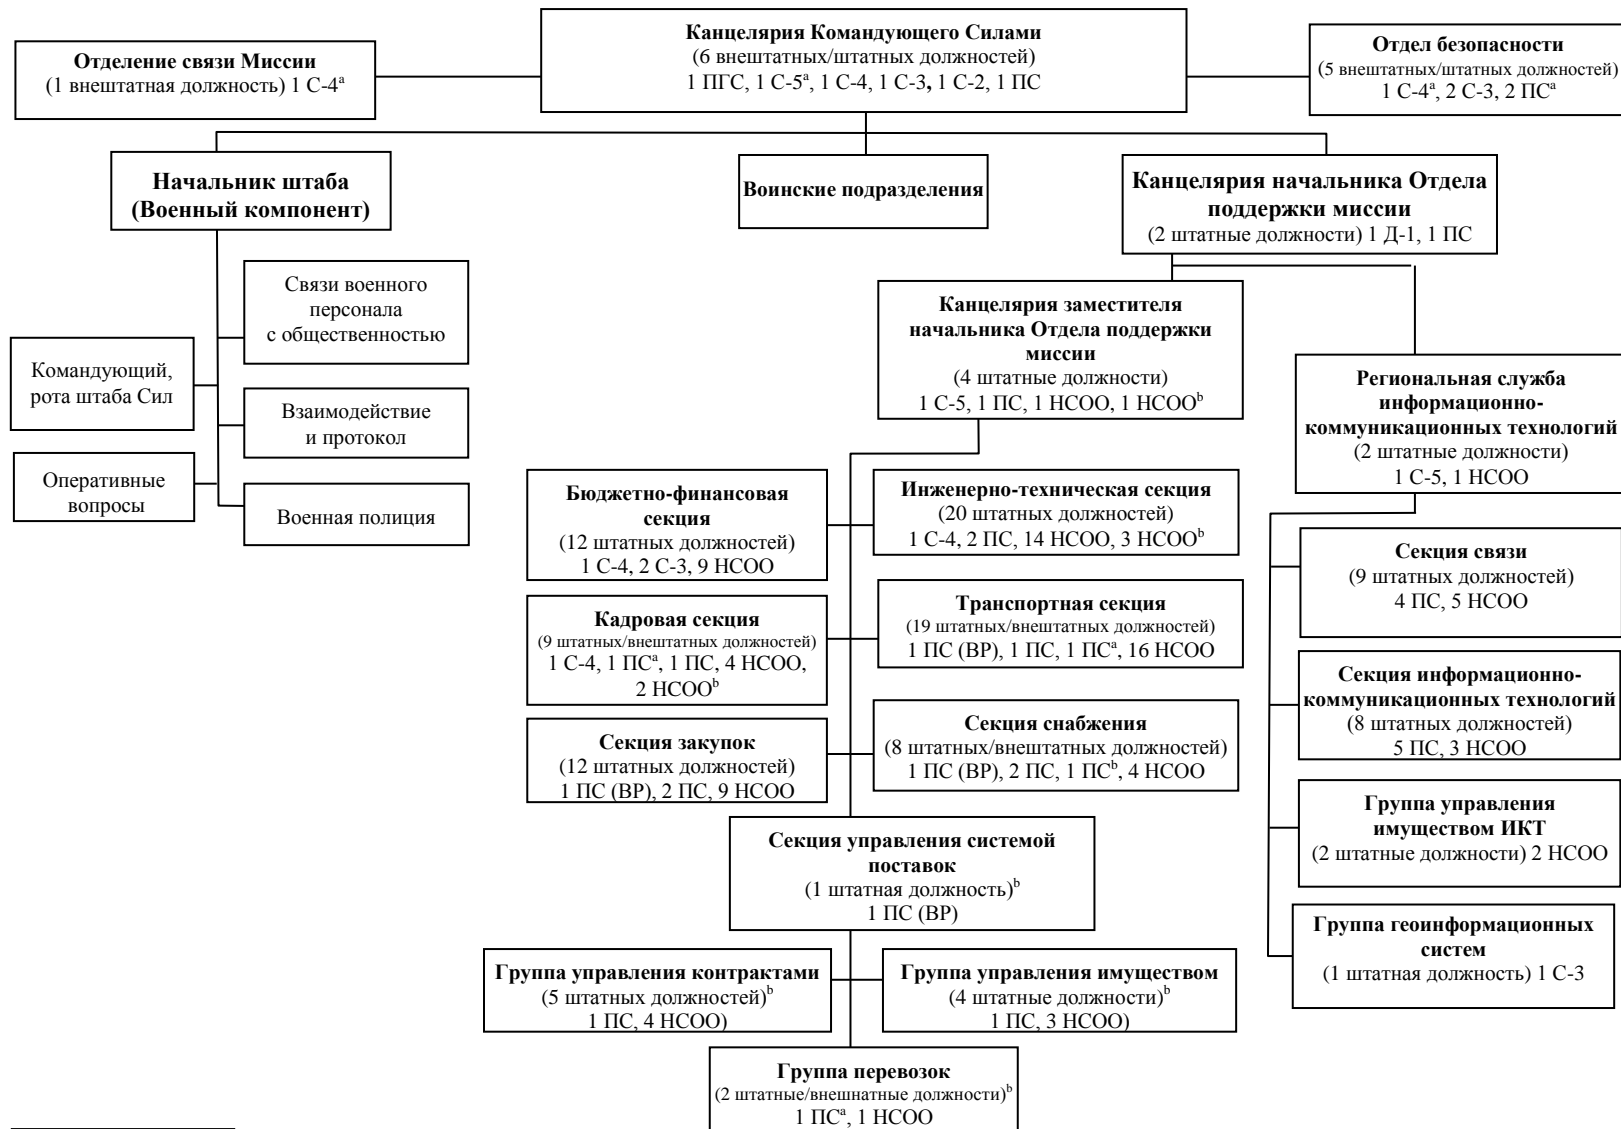 Канцелярия Командующего Силами
(6 внештатных/штатных должностей)
1 ПГС, 1 С-5ᵃ, 1 С-4, 1 С-3, 1 С-2, 1 ПС
Отделение связи Миссии
(1 внештатная должность) 1 С-4ᵃ
Отдел безопасности
(5 внештатных/штатных должностей)
1 С-4ᵃ, 2 С-3, 2 ПСᵃ
Начальник штаба
(Военный компонент)
Воинские подразделения
Канцелярия начальника Отдела
поддержки миссии
(2 штатные должности) 1 Д-1, 1 ПС
Связи военного
персонала
с общественностью
Командующий,
рота штаба Сил
Взаимодействие
и протокол
Оперативные
вопросы
Военная полиция
Канцелярия заместителя
начальника Отдела поддержки
миссии
(4 штатные должности)
1 С-5, 1 ПС, 1 НСОО, 1 НСООᵇ
Региональная служба
информационно-
коммуникационных технологий
(2 штатные должности)
1 С-5, 1 НСОО
Бюджетно-финансовая
секция
(12 штатных должностей)
1 С-4, 2 С-3, 9 НСОО
Инженерно-техническая секция
(20 штатных должностей)
1 С-4, 2 ПС, 14 НСОО, 3 НСООᵇ
Кадровая секция
(9 штатных/внештатных должностей)
1 С-4, 1 ПСᵃ, 1 ПС, 4 НСОО,
2 НСООᵇ
Транспортная секция
(19 штатных/внештатных должностей)
1 ПС (ВР), 1 ПС, 1 ПСᵃ, 16 НСОО
Секция закупок
(12 штатных должностей)
1 ПС (ВР), 2 ПС, 9 НСОО
Секция снабжения
(8 штатных/внештатных должностей)
1 ПС (ВР), 2 ПС, 1 ПСᵇ, 4 НСОО
Секция управления системой
поставок
(1 штатная должность)ᵇ
1 ПС (ВР)
Группа управления контрактами
(5 штатных должностей)ᵇ
1 ПС, 4 НСОО)
Группа управления имуществом
(4 штатные должности)ᵇ
1 ПС, 3 НСОО)
Группа перевозок
(2 штатные/внешнатные должности)ᵇ
1 ПСᵃ, 1 НСОО
Секция связи
(9 штатных должностей)
4 ПС, 5 НСОО
Секция информационно-
коммуникационных технологий
(8 штатных должностей)
5 ПС, 3 НСОО
Группа управления
имуществом ИКТ
(2 штатные должности) 2 НСОО
Группа геоинформационных
систем
(1 штатная должность) 1 С-3